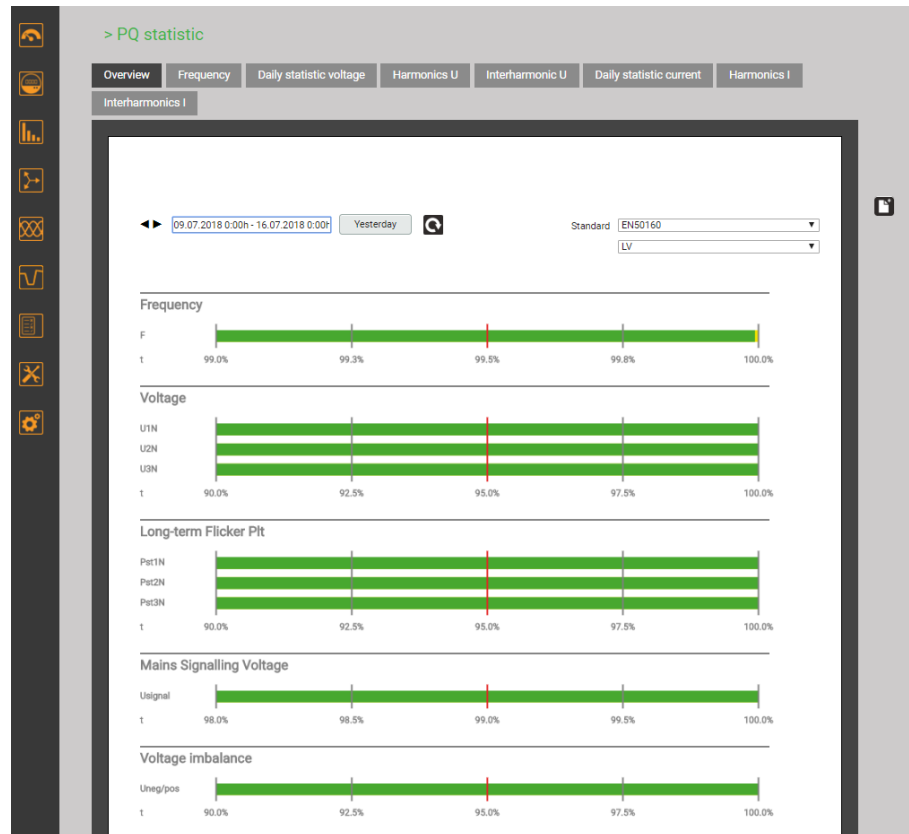 > PQ statistic
Overview Frequency Daily statistic voltage Harmonics U Interharmonic U Daily statistic current Harmonics I
Interharmonics I
09.07.2018 0:00h - 16.07.2018 0:00h Yesterday Standard EN50160
LV
Frequency
F
t 99.0% 99.3% 99.5% 99.8% 100.0%
Voltage
U1N
U2N
U3N
t 90.0% 92.5% 95.0% 97.5% 100.0%
Long-term Flicker Plt
Pst1N
Pst2N
Pst3N
t 90.0% 92.5% 95.0% 97.5% 100.0%
Mains Signalling Voltage
Usignal
t 98.0% 98.5% 99.0% 99.5% 100.0%
Voltage imbalance
Uneg/pos
t 90.0% 92.5% 95.0% 97.5% 100.0%